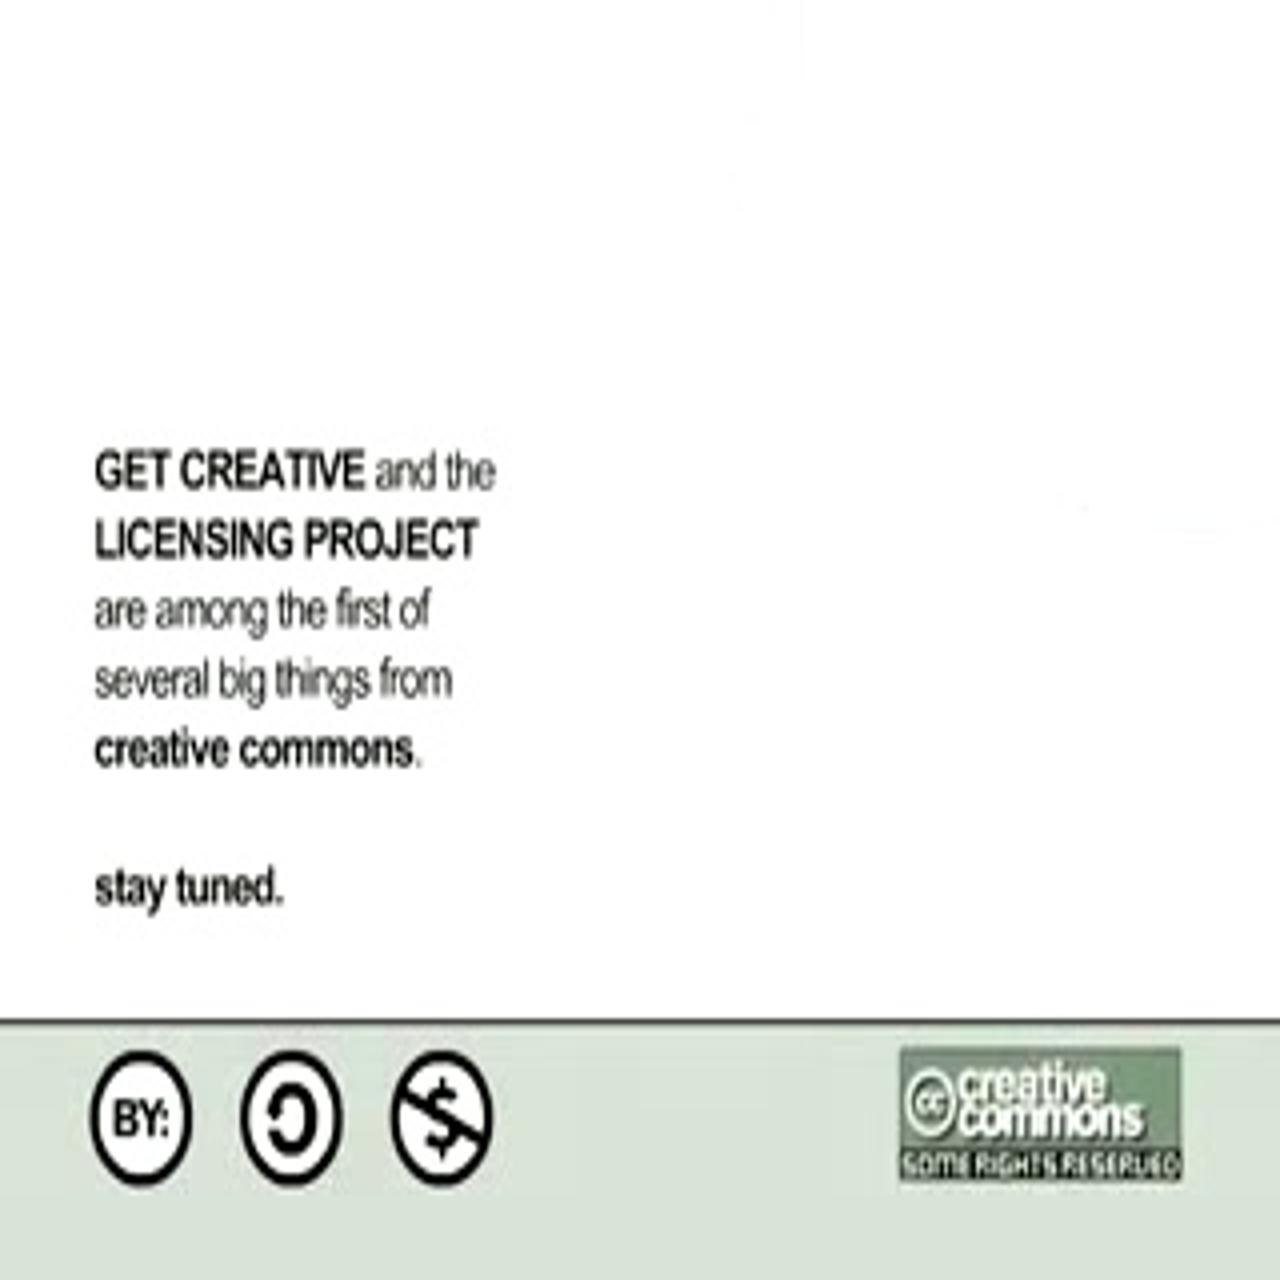 GET CREATIVE and the
LICENSING PROJECT
are among the first of
several big things from
creative commons.
stay tuned.
BY:
cc creative
commons
SOME RIGHTS RESERVED